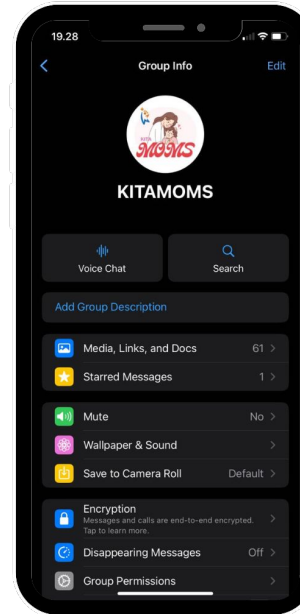 19.28
Group Info
Edit
KITA
MOMS
KITAMOMS
Voice Chat
Search
Add Group Description
Media, Links, and Docs 61
Starred Messages 1
Mute No
Wallpaper & Sound
Save to Camera Roll Default
Encryption
Messages and calls are end-to-end encrypted.
Tap to learn more.
Disappearing Messages Off
Group Permissions